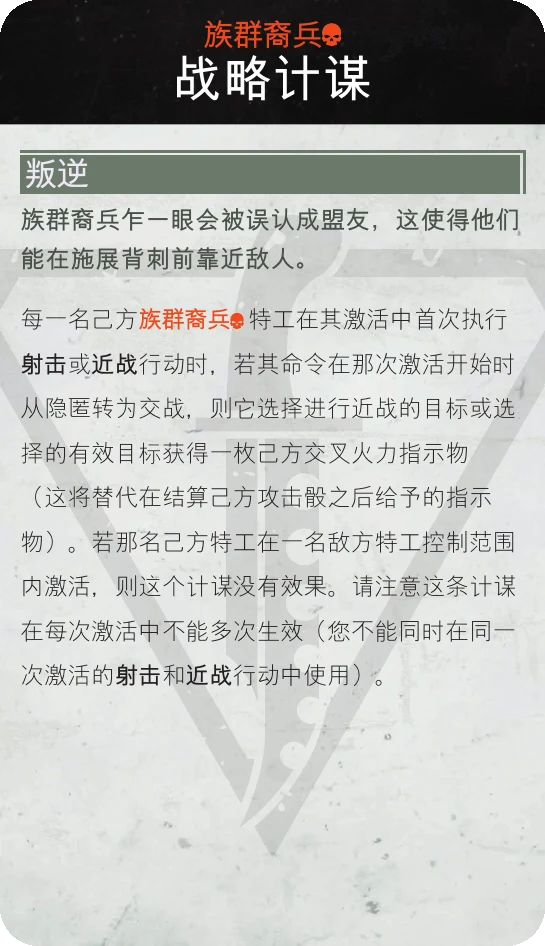 族群裔兵
战略计谋
叛逆
族群裔兵乍一眼会被误认成盟友，这使得他们
能在施展背刺前靠近敌人。
每一名己方族群裔兵 特工在其激活中首次执行
射击或近战行动时，若其命令在那次激活开始时
从隐匿转为交战，则它选择进行近战的目标或选
择的有效目标获得一枚己方交叉火力指示物
（这将替代在结算己方攻击骰之后给予的指示
物）。若那名己方特工在一名敌方特工控制范围
内激活，则这个计谋没有效果。请注意这条计谋
在每次激活中不能多次生效（您不能同时在同一
次激活的射击和近战行动中使用）。